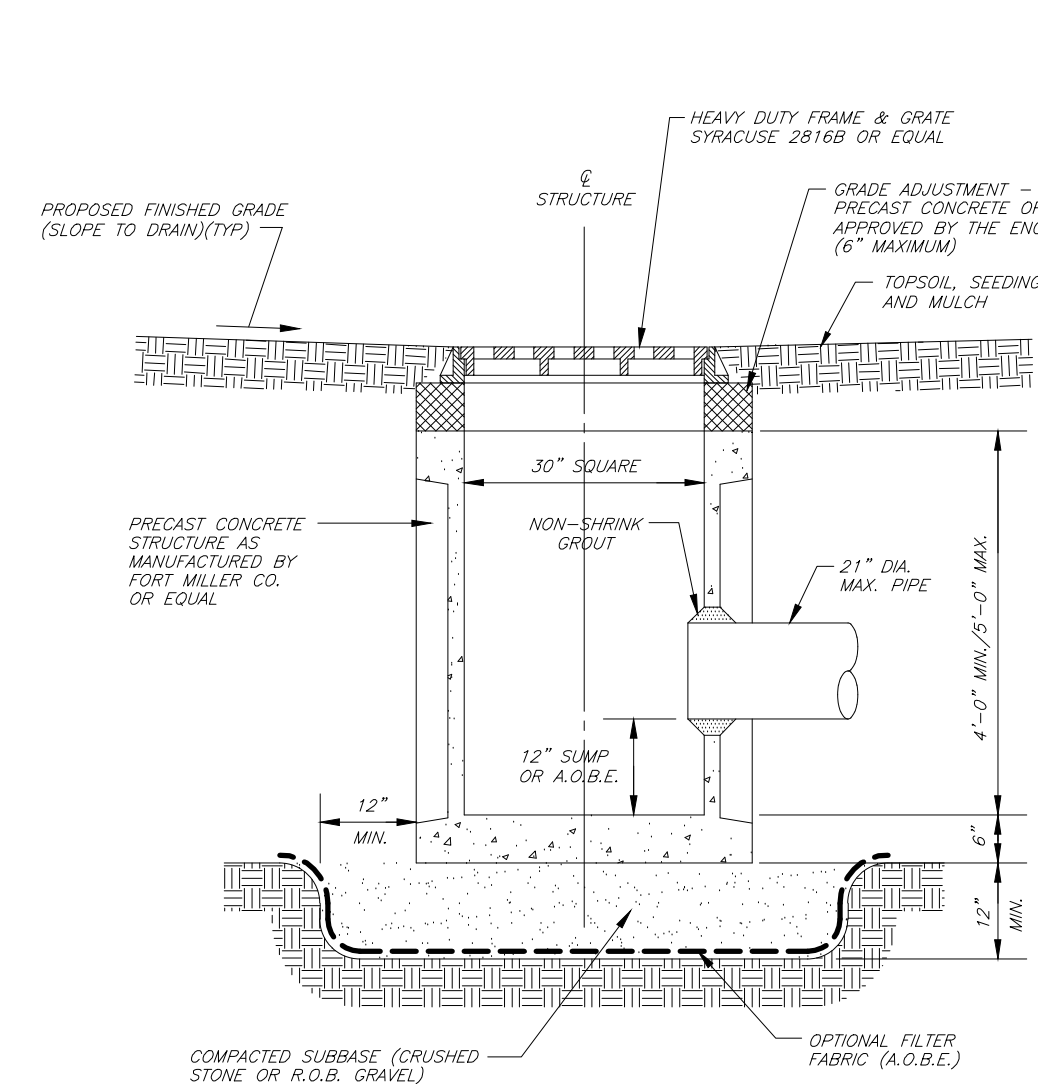 HEAVY DUTY FRAME & GRATE
SYRACUSE 2816B OR EQUAL
℄
STRUCTURE
GRADE ADJUSTMENT –
PRECAST CONCRETE
APPROVED BY THE
(6" MAXIMUM)
PROPOSED FINISHED GRADE
(SLOPE TO DRAIN)(TYP)
TOPSOIL, SEEDING
AND MULCH
30" SQUARE
PRECAST CONCRETE
STRUCTURE AS
MANUFACTURED BY
FORT MILLER CO.
OR EQUAL
NON-SHRINK
GROUT
21" DIA.
MAX. PIPE
4'-0" MIN./5'-0" MAX.
12" SUMP
OR A.O.B.E.
12"
MIN.
6"
12"
MIN.
COMPACTED SUBBASE (CRUSHED
STONE OR R.O.B. GRAVEL)
OPTIONAL FILTER
FABRIC (A.O.B.E.)